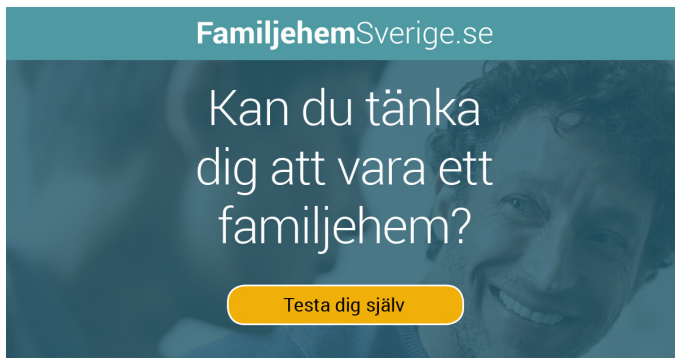 FamiljehemSverige.se
Kan du tänka
dig att vara ett
familjehem?
Testa dig själv